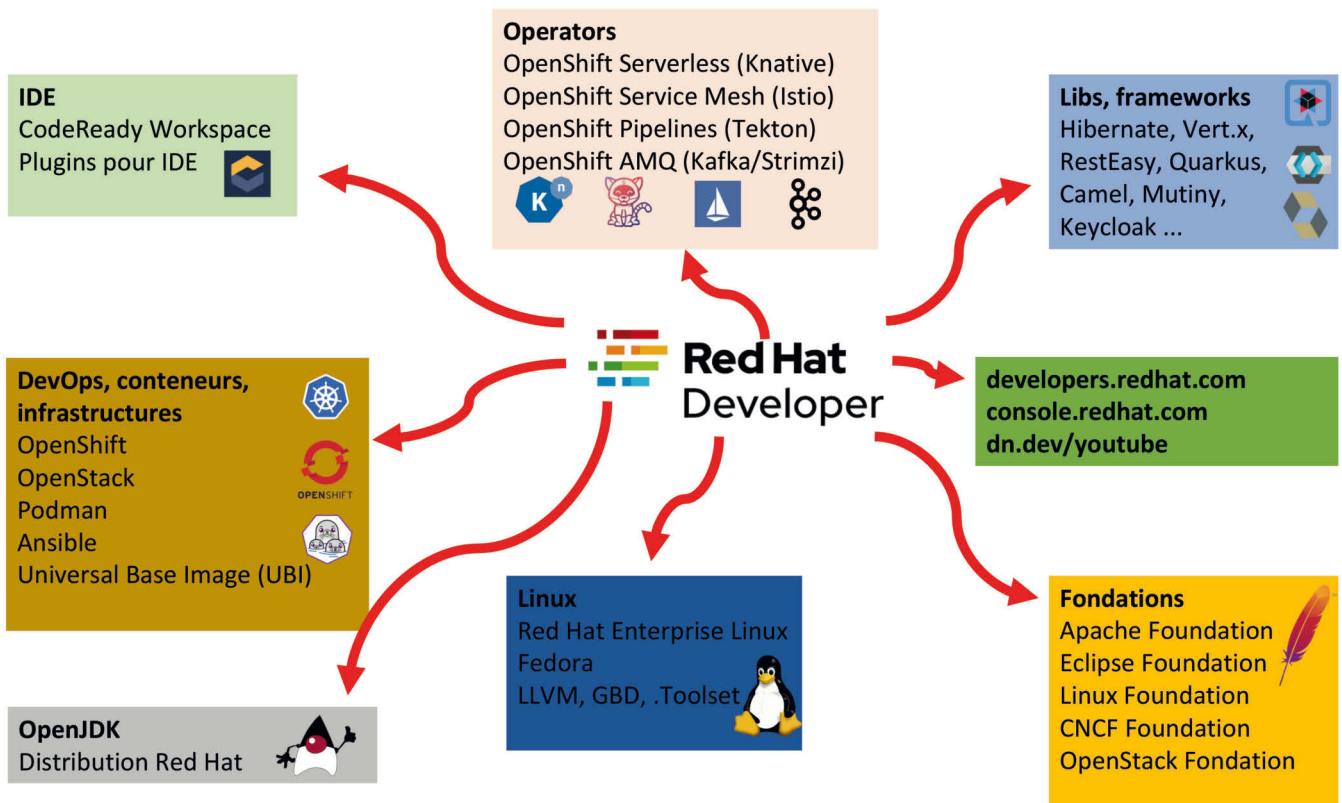 Operators
OpenShift Serverless (Knative)
OpenShift Service Mesh (Istio)
OpenShift Pipelines (Tekton)
OpenShift AMQ (Kafka/Strimzi)
K n
IDE
CodeReady Workspace
Plugins pour IDE
Libs, frameworks
Hibernate, Vert.x,
RestEasy, Quarkus,
Camel, Mutiny,
Keycloak ...
Red Hat
Developer
DevOps, conteneurs,
infrastructures
OpenShift
OpenStack
Podman
Ansible
Universal Base Image (UBI)
OPENSHIFT
developers.redhat.com
console.redhat.com
dn.dev/youtube
Linux
Red Hat Enterprise Linux
Fedora
LLVM, GBD, .Toolset
Fondations
Apache Foundation
Eclipse Foundation
Linux Foundation
CNCF Foundation
OpenStack Fondation
OpenJDK
Distribution Red Hat